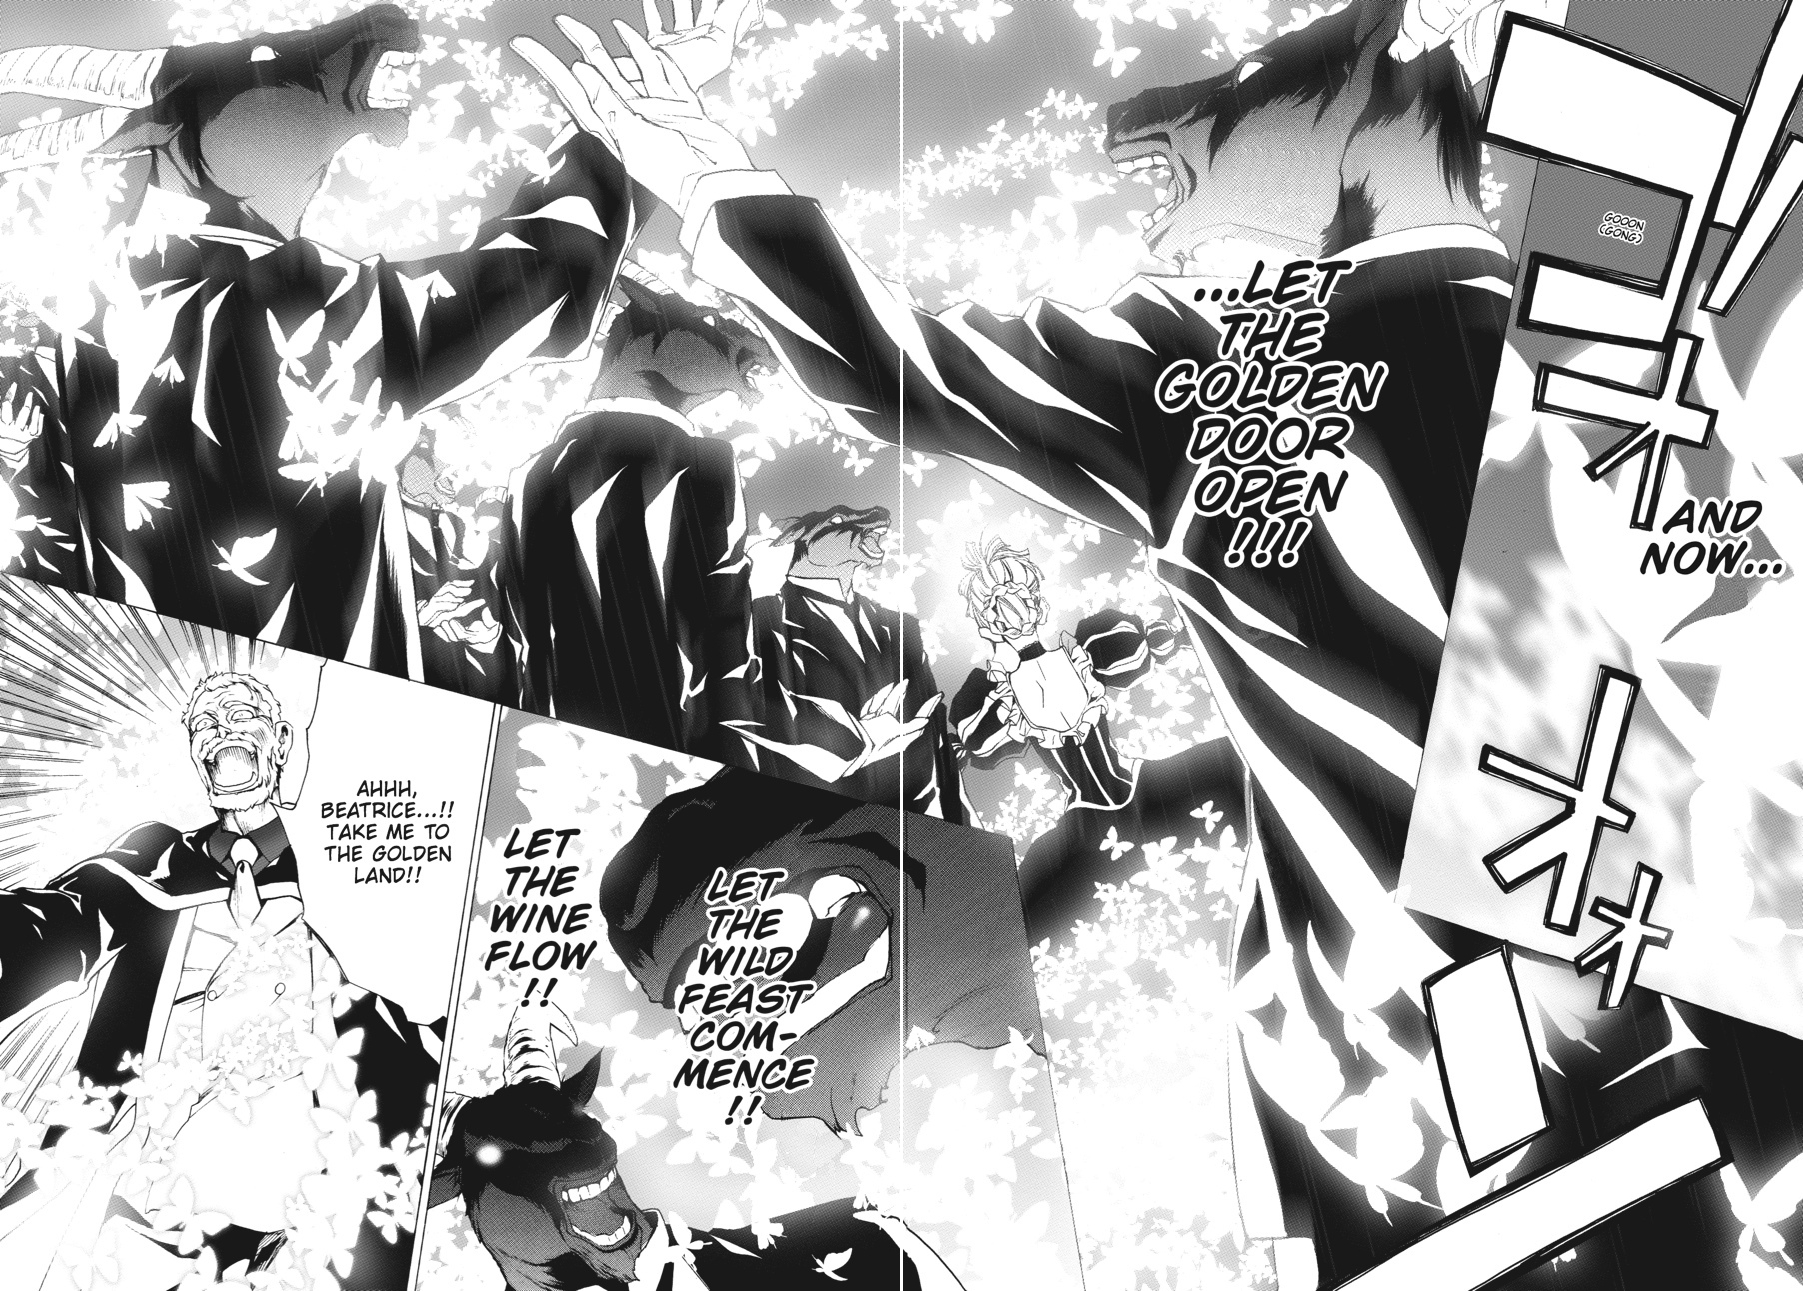 ゴオオ
GOOON
(GONG)
ーン
AND
NOW...
...LET
THE
GOLDEN
DOOR
OPEN
!!!
LET
THE
WILD
FEAST
COM-
MENCE
!!
LET
THE
WINE
FLOW
!!
AHHH,
BEATRICE...!!
TAKE ME TO
THE GOLDEN
LAND!!